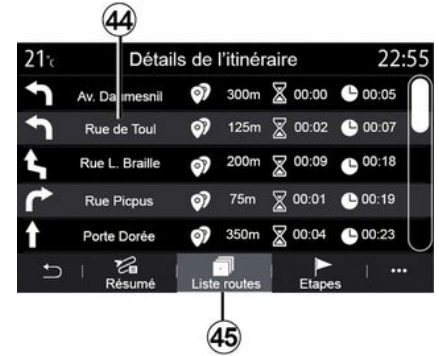 44
21°c Détails de l'itinéraire 22:55
Av. Daumesnil 300m 00:00 00:05
Rue de Toul 125m 00:02 00:07
Rue L. Braille 200m 00:09 00:18
Rue Picpus 75m 00:01 00:19
Porte Dorée 350m 00:04 00:23
Résumé Liste routes Etapes ...
45